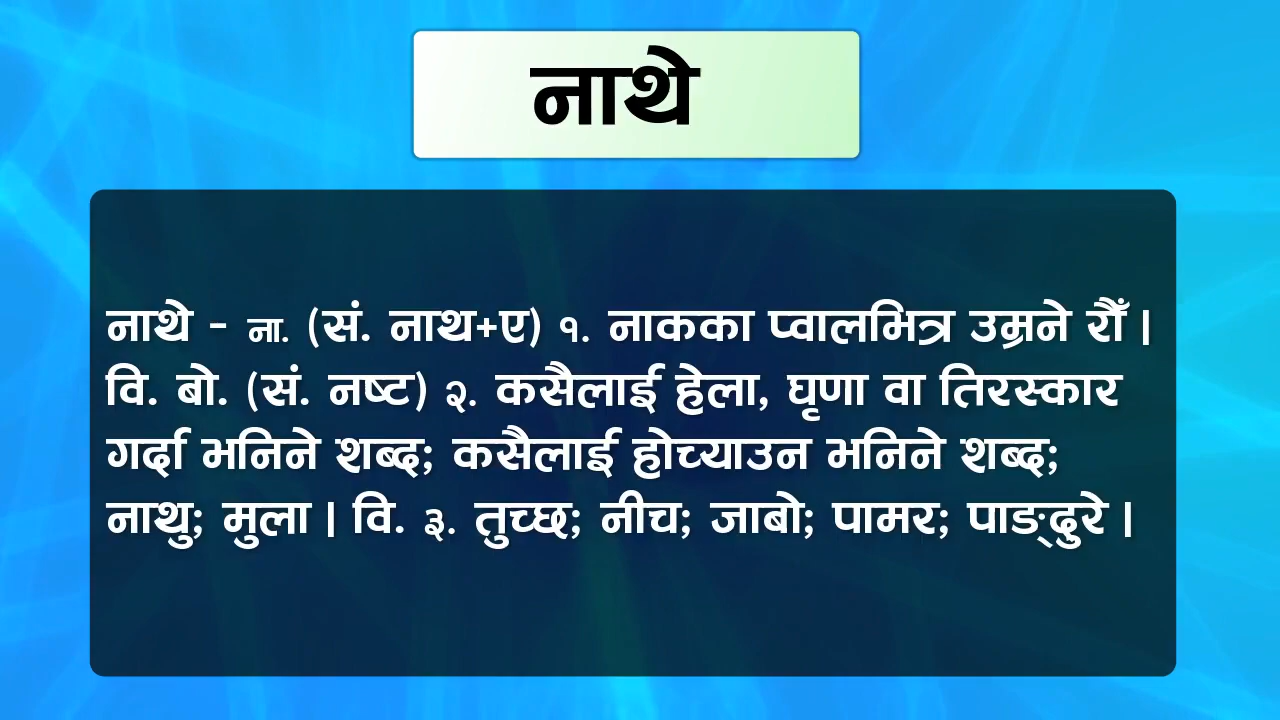 नाथे
नाथे - ना. (सं. नाथ+ए) १. नाकका प्वालभित्र उम्रने रौँ |
वि. बो. (सं. नष्ट) २. कसैलाई हेला, घृणा वा तिरस्कार
गर्दा भनिने शब्द; कसैलाई होच्याउन भनिने शब्द;
नाथु; मुला | वि. ३. तुच्छ; नीच; जाबो; पामर; पाङ्ढुरे |